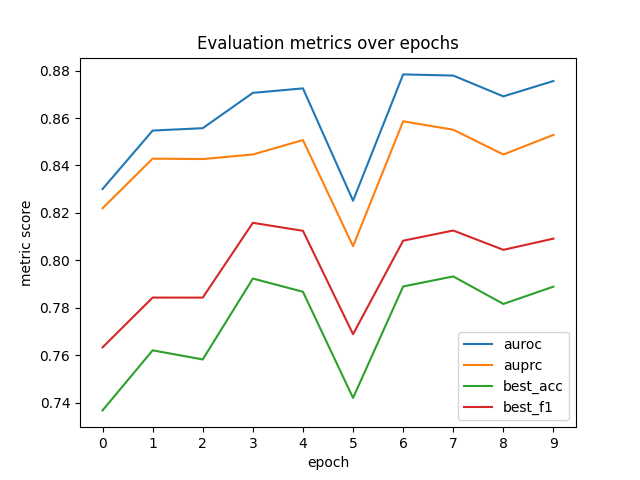 Evaluation metrics over epochs
metric score
0.88
0.86
0.84
0.82
0.80
0.78
0.76
0.74
0 1 2 3 4 5 6 7 8 9
epoch
auroc
auprc
best_acc
best_f1